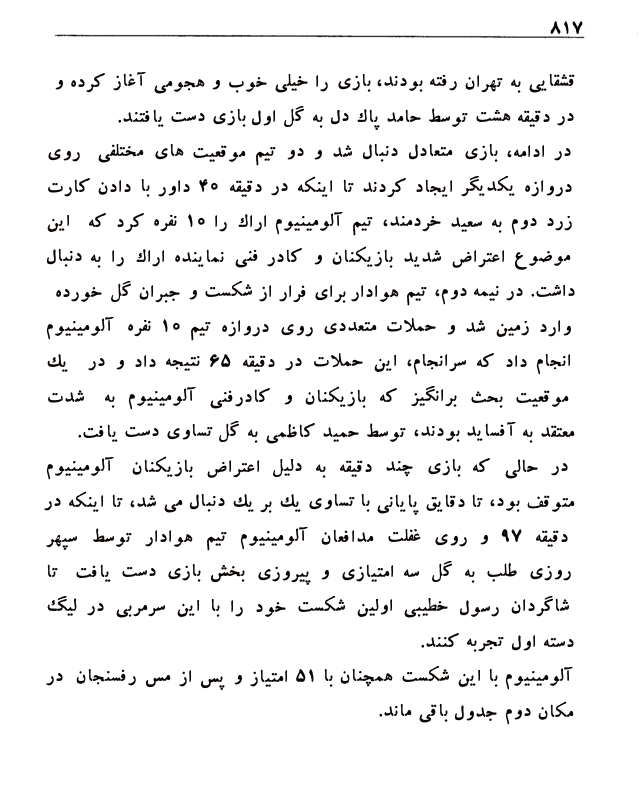 ۸۱۷
قشقایی به تهران رفته بودند، بازی را خیلی خوب و هجومی آغاز کرده و
در دقیقه هشت توسط حامد پاك دل به گل اول بازی دست یافتند.
در ادامه، بازی متعادل دنبال شد و دو تیم موقعیت های مختلفی روی
دروازه یکدیگر ایجاد کردند تا اینکه در دقیقه ۴۰ داور با دادن کارت
زرد دوم به سعید خردمند، تیم آلومینیوم اراك را ۱۰ نفره کرد که این
موضوع اعتراض شدید بازیکنان و کادر فنی نماینده اراك را به دنبال
داشت. در نیمه دوم، تیم هوادار برای فرار از شکست و جبران گل خورده
وارد زمین شد و حملات متعددی روی دروازه تیم ۱۰ نفره آلومینیوم
انجام داد که سرانجام، این حملات در دقیقه ۶۵ نتیجه داد و در یك
موقعیت بحث برانگیز که بازیکنان و کادرفنی آلومینیوم به شدت
معتقد به آفساید بودند، توسط حمید کاظمی به گل تساوی دست یافت.
در حالی که بازی چند دقیقه به دلیل اعتراض بازیکنان آلومینیوم
متوقف بود، تا دقایق پایانی با تساوی یك بر یك دنبال می شد، تا اینکه در
دقیقه ۹۷ و روی غفلت مدافعان آلومینیوم تیم هوادار توسط سپهر
روزی طلب به گل سه امتیازی و پیروزی بخش بازی دست یافت تا
شاگردان رسول خطیبی اولین شکست خود را با این سرمربی در لیگ
دسته اول تجربه کنند.
آلومینیوم با این شکست همچنان با ۵۱ امتیاز و پس از مس رفسنجان در
مکان دوم جدول باقی ماند.